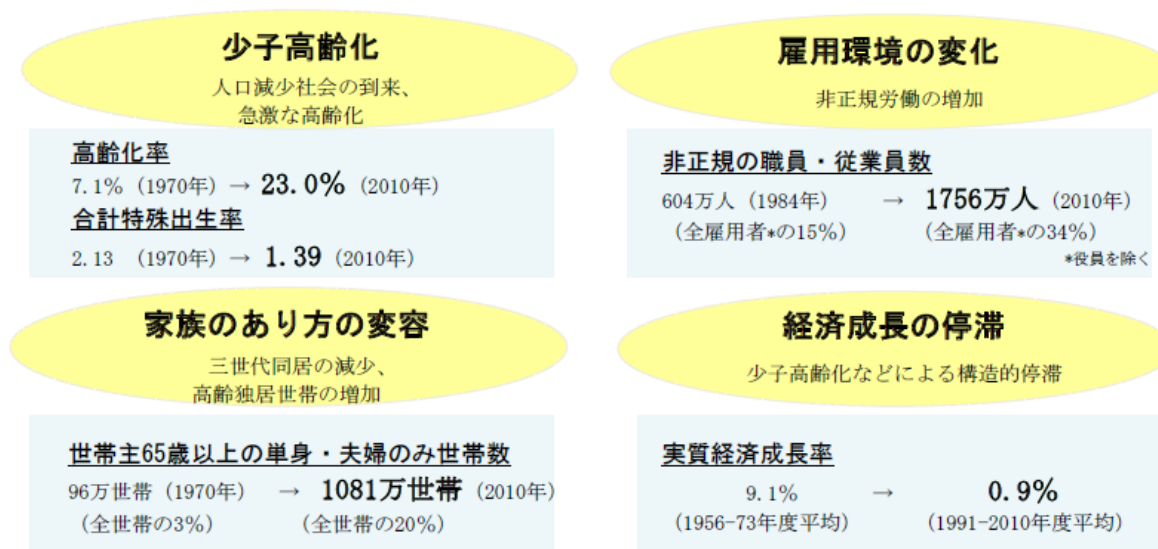 少子高齢化
人口減少社会の到来、
急激な高齢化
高齢化率
7.1% (1970年) → 23.0% (2010年)
合計特殊出生率
2.13 (1970年) → 1.39 (2010年)
雇用環境の変化
非正規労働の増加
非正規の職員・従業員数
604万人 (1984年) → 1756万人 (2010年)
(全雇用者*の15%) (全雇用者*の34%)
*役員を除く
家族のあり方の変容
三世代同居の減少、
高齢独居世帯の増加
世帯主65歳以上の単身・夫婦のみ世帯数
96万世帯 (1970年) → 1081万世帯 (2010年)
(全世帯の3%) (全世帯の20%)
経済成長の停滞
少子高齢化などによる構造的停滞
実質経済成長率
9.1% → 0.9%
(1956-73年度平均) (1991-2010年度平均)